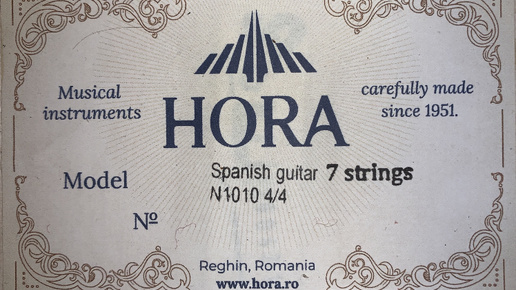 Musical
instruments
HORA
carefully made
since 1951.
Model
Spanish guitar 7 strings
N1010 4/4
Nº
Reghin, Romania
www.hora.ro